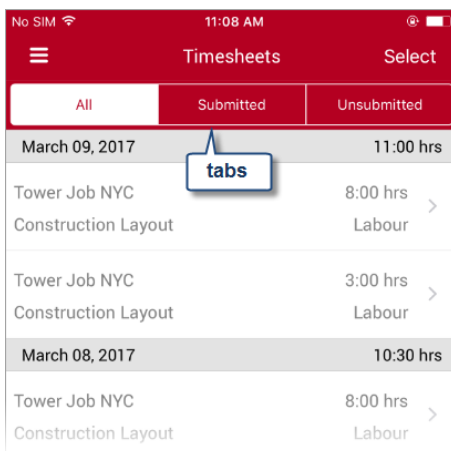 No SIM 11:08 AM
Timesheets Select
All Submitted Unsubmitted
March 09, 2017 11:00 hrs
tabs
Tower Job NYC 8:00 hrs
Construction Layout Labour
Tower Job NYC 3:00 hrs
Construction Layout Labour
March 08, 2017 10:30 hrs
Tower Job NYC 8:00 hrs
Construction Layout Labour